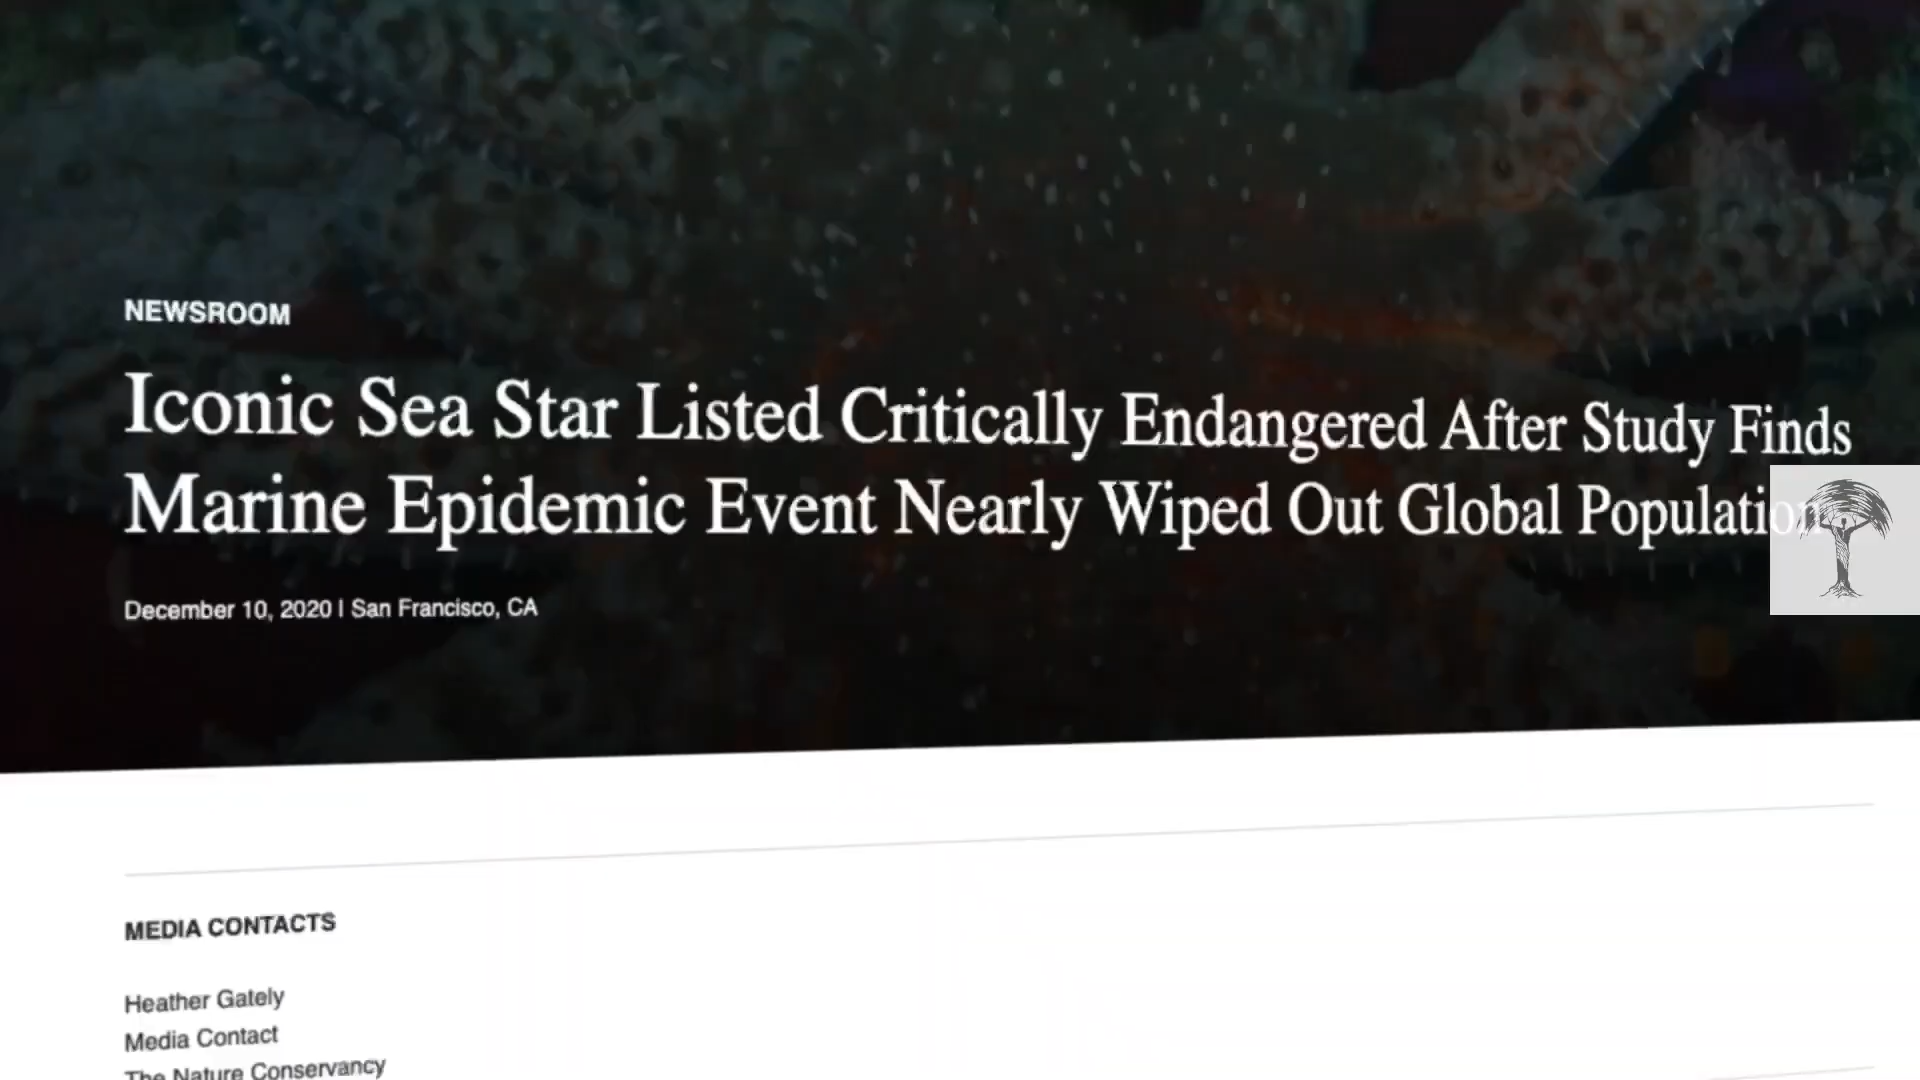 NEWSROOM
Iconic Sea Star Listed Critically Endangered After Study Finds
Marine Epidemic Event Nearly Wiped Out Global Population
December 10, 2020 | San Francisco, CA
MEDIA CONTACTS
Heather Gately
Media Contact
The Nature Conservancy